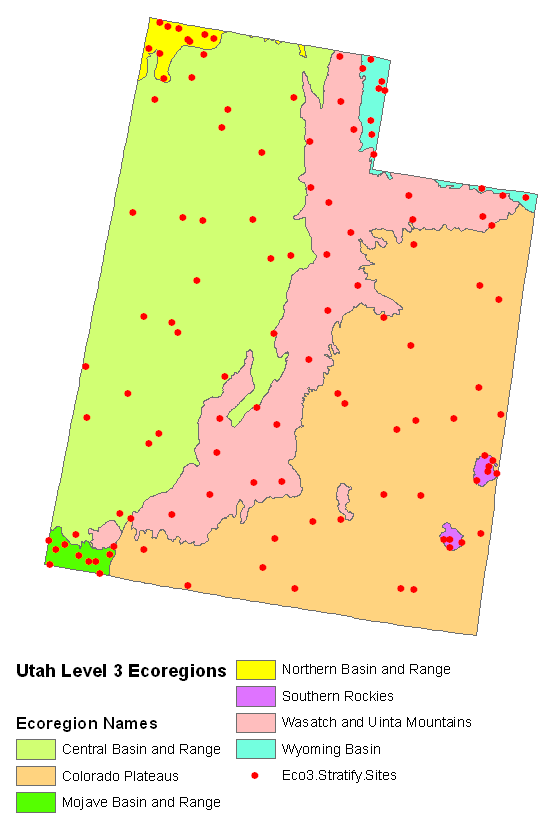 Utah Level 3 Ecoregions
Ecoregion Names
Central Basin and Range
Colorado Plateaus
Mojave Basin and Range
Northern Basin and Range
Southern Rockies
Wasatch and Uinta Mountains
Wyoming Basin
Eco3.Stratify.Sites